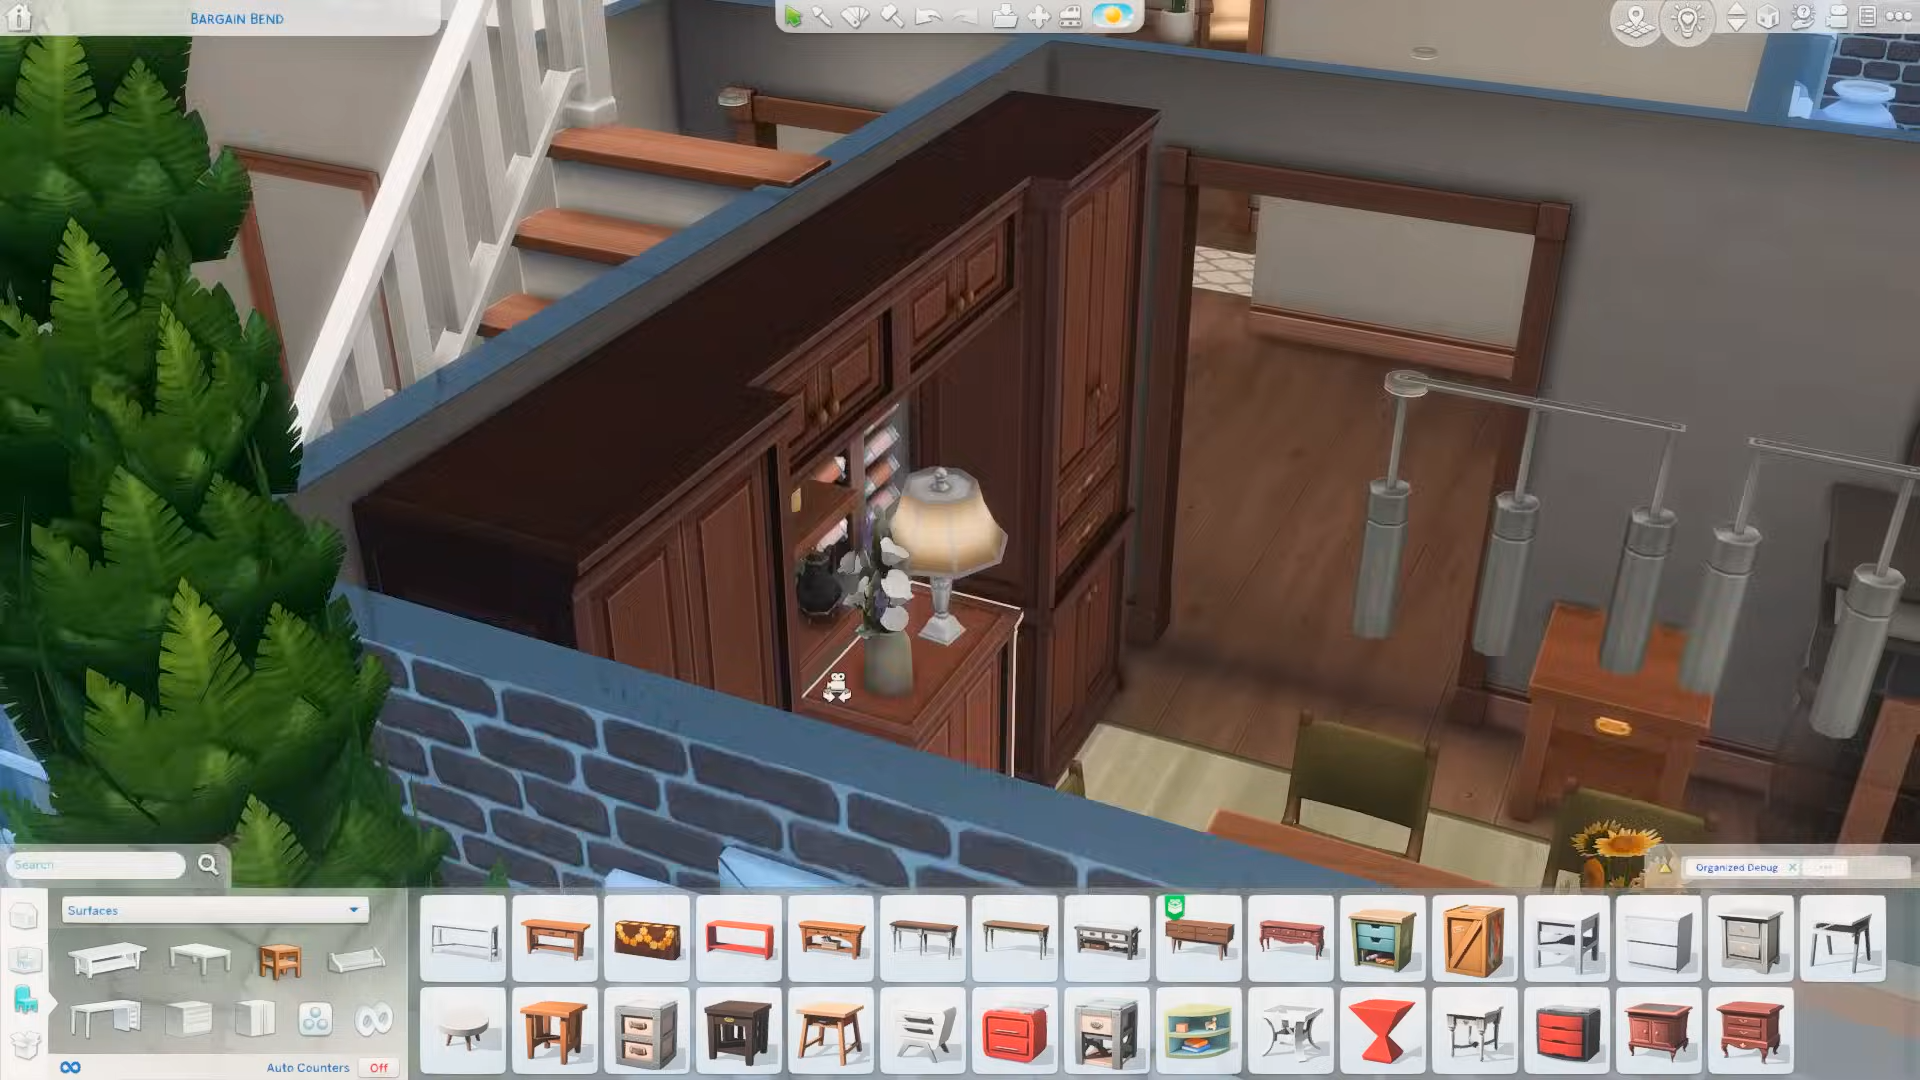 BARGAIN BEND
Search
Organized Debug
Surfaces
Auto Counters Off